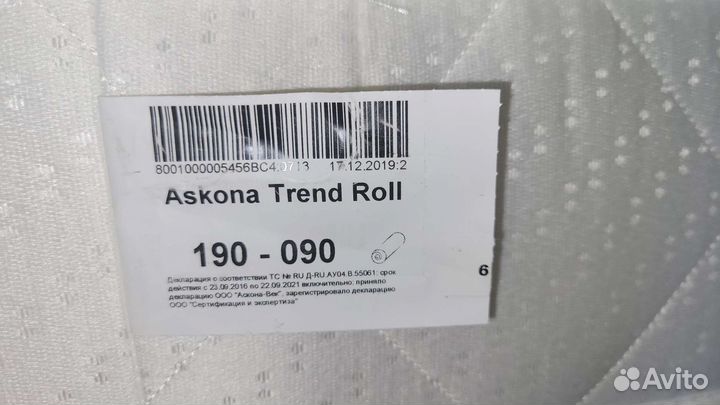 8001000005456BC4.0713 17.12.2019:2
Askona Trend Roll
190 - 090
6
Декларация о соответствии ТС № RU Д-RU.АУ04.В.55061: срок
действия с 23.09.2016 по 22.09.2021 включительно; приняло
декларацию ООО "Аскона-Век", зарегистрировало декларацию
ООО "Сертификация и экспертиза"
Avito